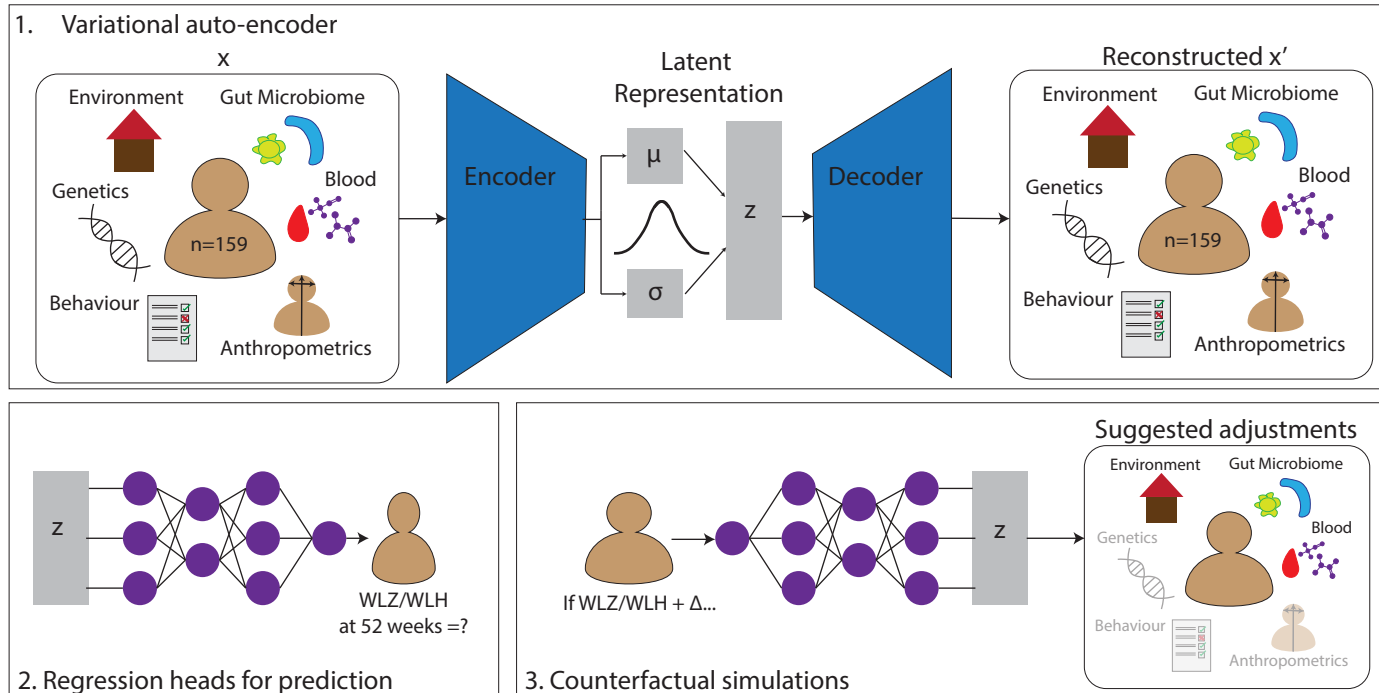 1. Variational auto-encoder
x
Environment
Gut Microbiome
Genetics
Blood
n=159
Behaviour
Anthropometrics
Encoder
Latent
Representation
μ
σ
z
Decoder
Reconstructed x’
Environment
Gut Microbiome
Genetics
Blood
n=159
Behaviour
Anthropometrics
z
WLZ/WLH
at 52 weeks =?
2. Regression heads for prediction
If WLZ/WLH + Δ...
z
Suggested adjustments
Environment
Gut Microbiome
Genetics
Blood
Behaviour
Anthropometrics
3. Counterfactual simulations